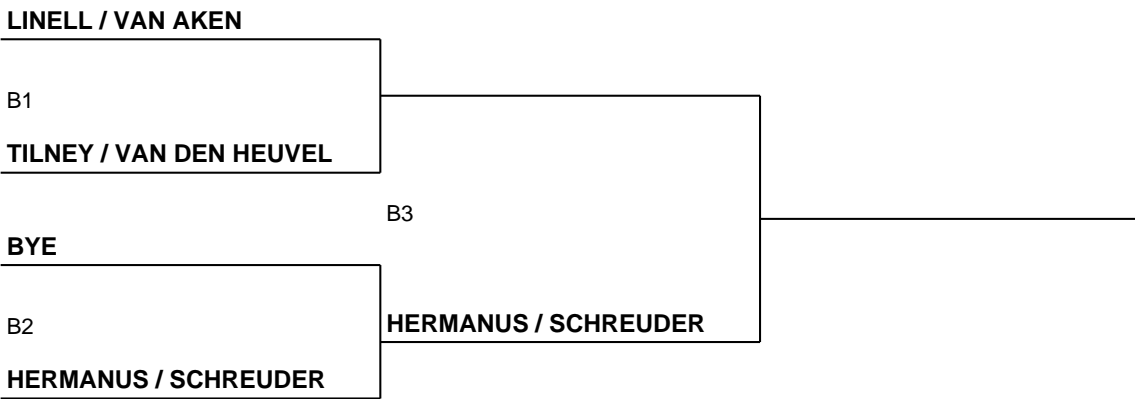 LINELL / VAN AKEN
B1
TILNEY / VAN DEN HEUVEL
B3
BYE
B2
HERMANUS / SCHREUDER
HERMANUS / SCHREUDER